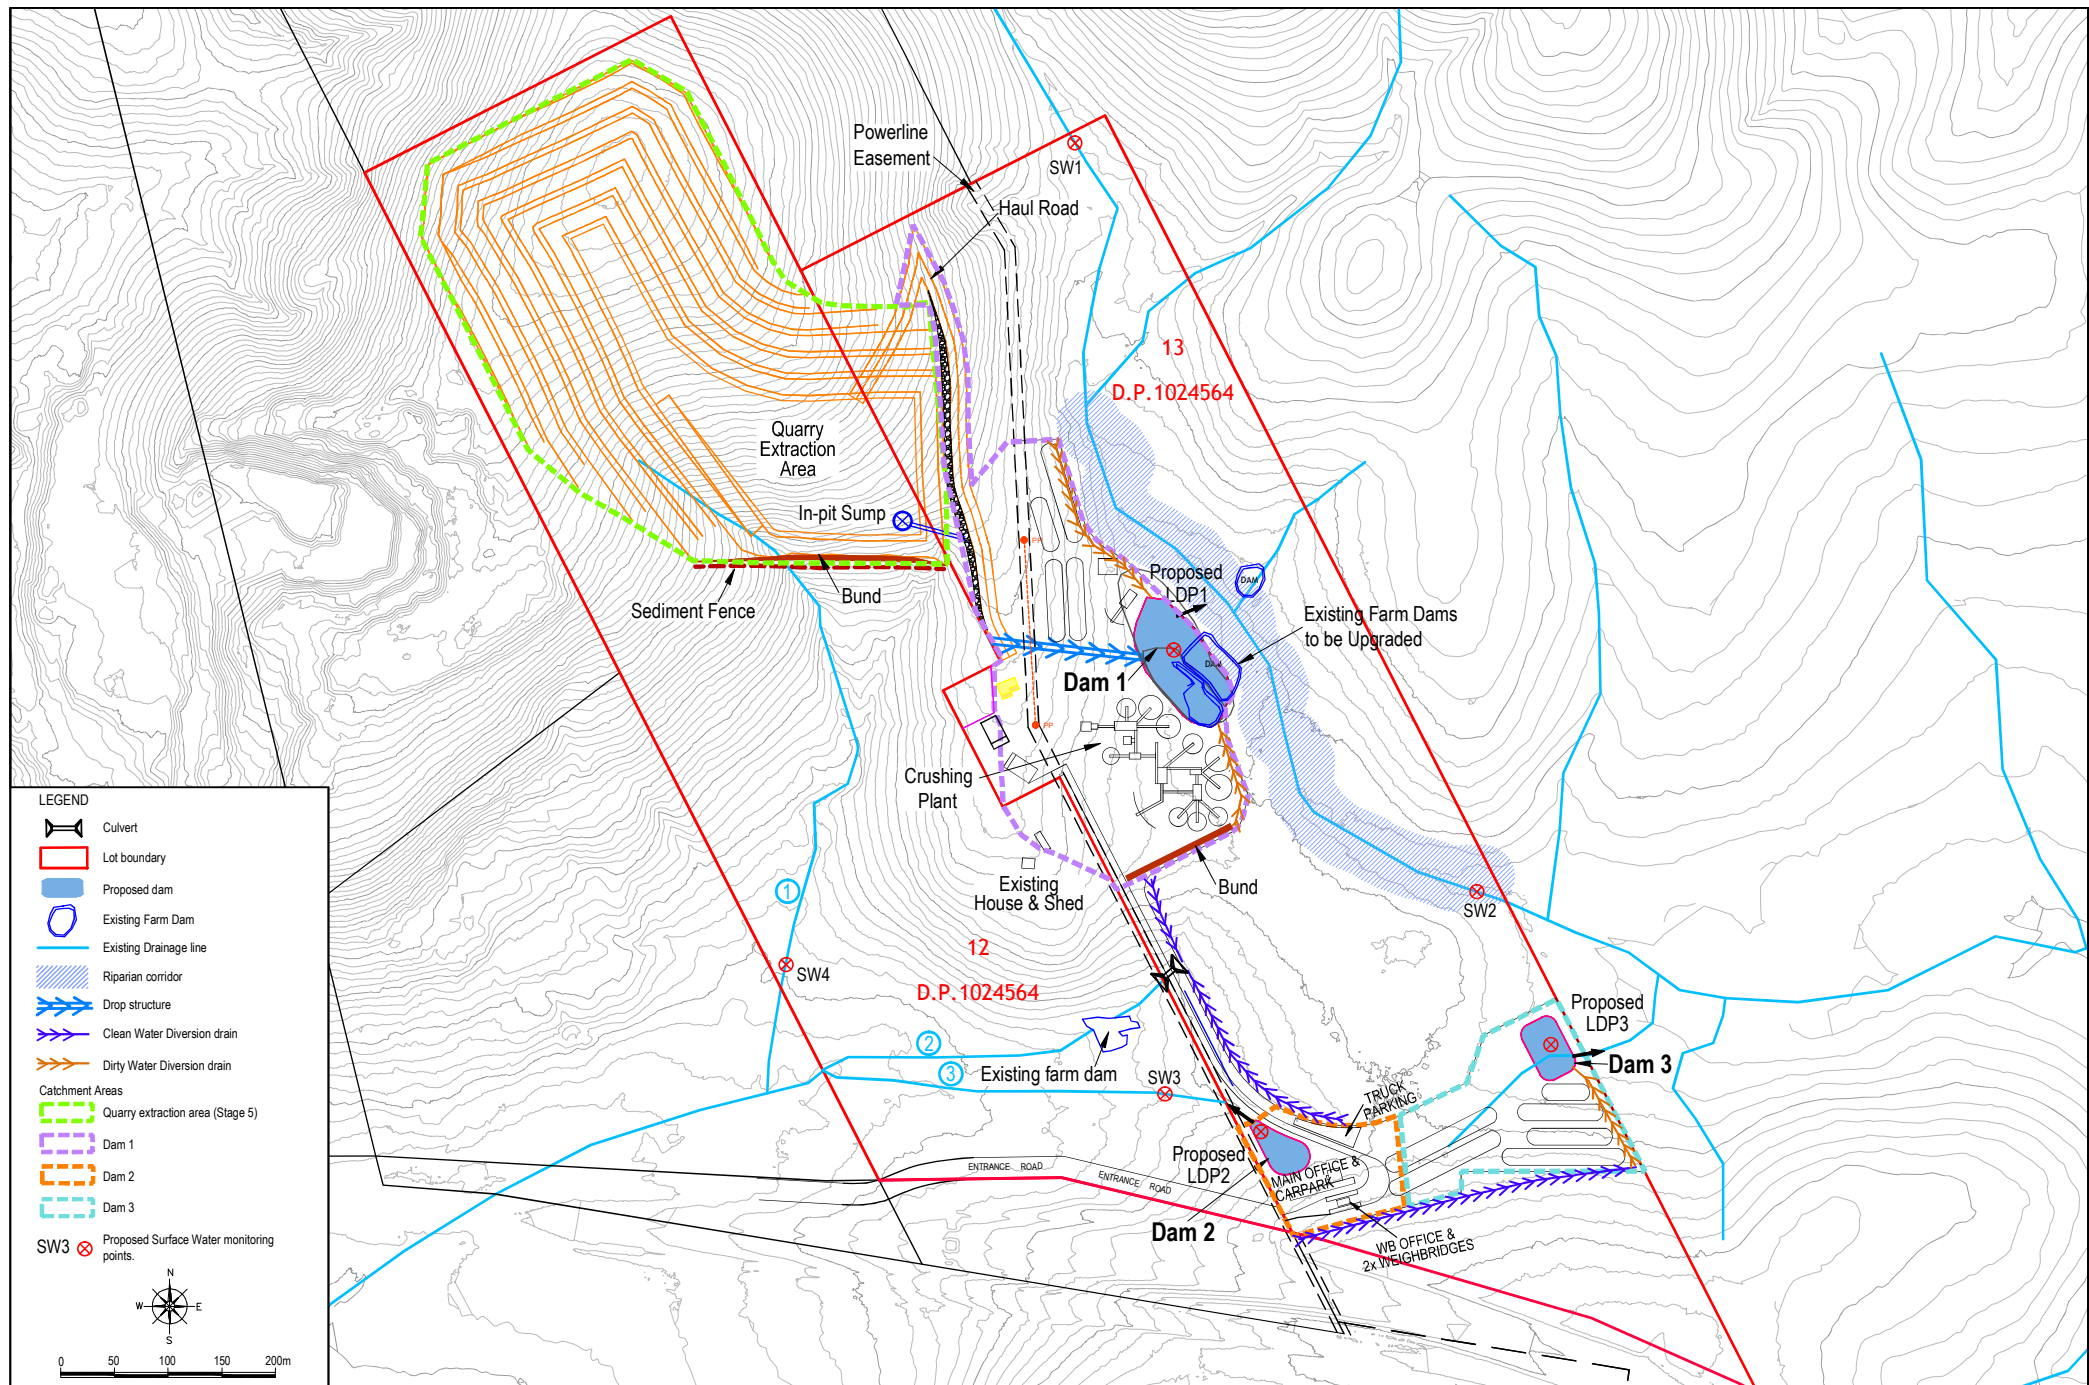 Powerline
Easement
SW1
Haul Road
13
D.P.1024564
Quarry
Extraction
Area
In-pit Sump
PP
Proposed
LDP1
DAM
Sediment Fence
Bund
Existing Farm Dams
to be Upgraded
DAM
Dam 1
PP
Crushing
Plant
Existing
House & Shed
Bund
SW2
1
12
D.P.1024564
SW4
Proposed
LDP3
2
3
Existing farm dam
SW3
Dam 3
TRUCK
PARKING
Proposed
LDP2
MAIN OFFICE &
CARPARK
ENTRANCE ROAD
ENTRANCE ROAD
Dam 2
WB OFFICE &
2x WEIGHBRIDGES
LEGEND
Culvert
Lot boundary
Proposed dam
Existing Farm Dam
Existing Drainage line
Riparian corridor
Drop structure
Clean Water Diversion drain
Dirty Water Diversion drain
Catchment Areas
Quarry extraction area (Stage 5)
Dam 1
Dam 2
Dam 3
SW3 Proposed Surface Water monitoring
points.
N
W E
S
0 50 100 150 200m